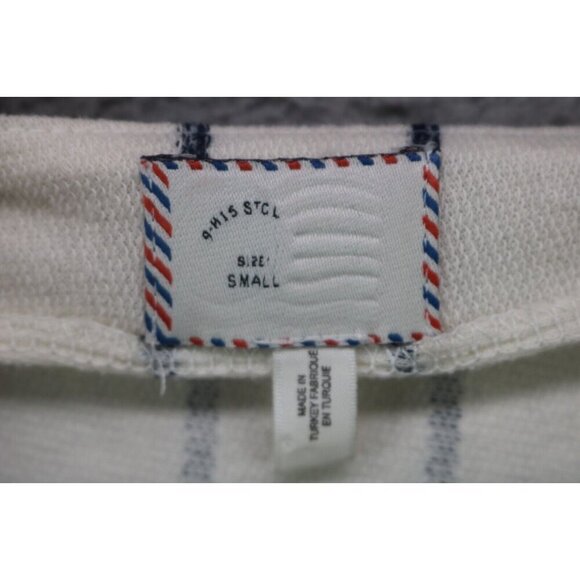 9-H15 STCL
SIZE
SMALL
MADE IN
TURKEY FABRIQUE
EN TURQUIE